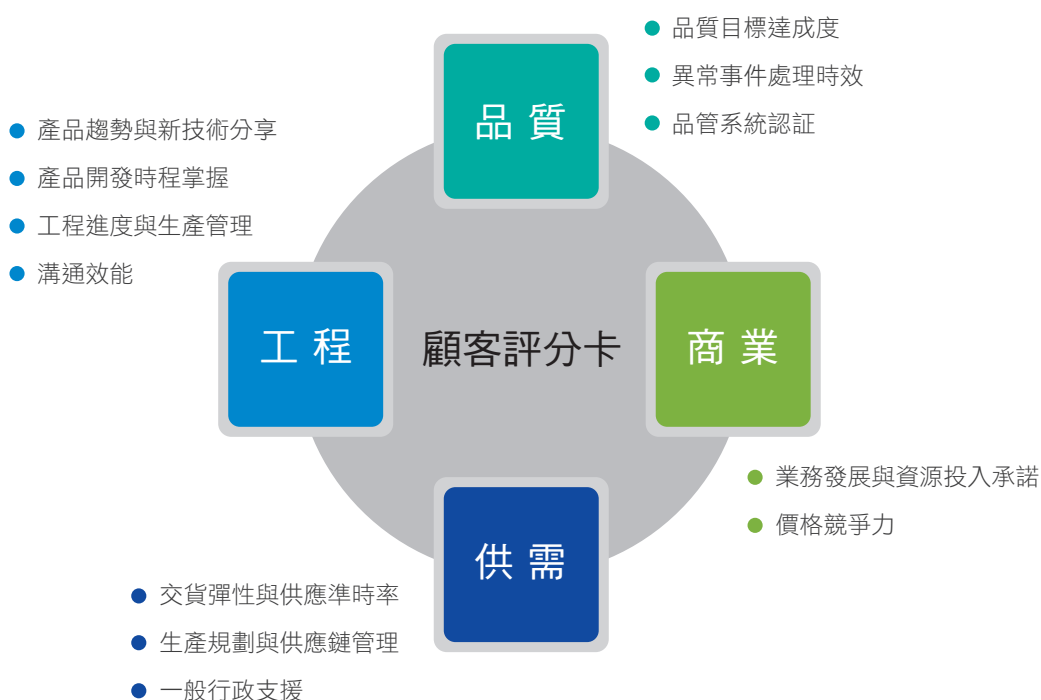 品質
品質目標達成度
異常事件處理時效
品管系統認証
產品趨勢與新技術分享
產品開發時程掌握
工程進度與生產管理
溝通效能
工程
顧客評分卡
商業
業務發展與資源投入承諾
價格競爭力
供需
交貨彈性與供應準時率
生產規劃與供應鏈管理
一般行政支援